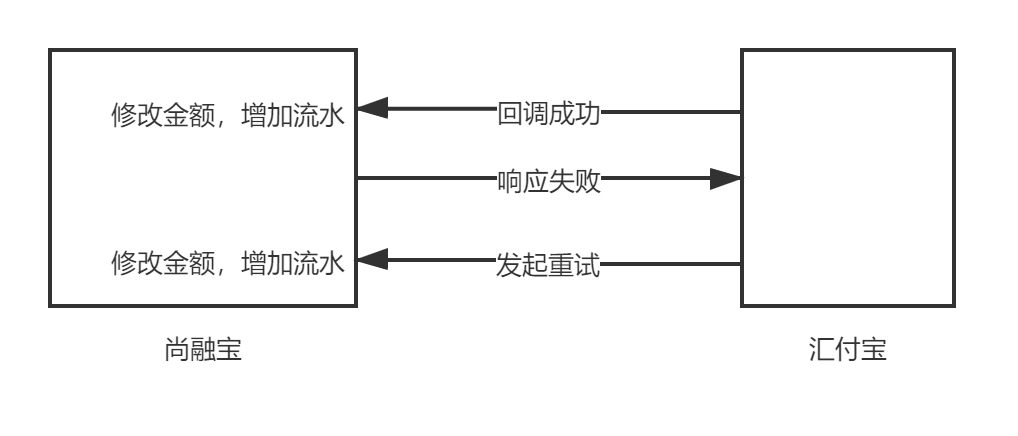 修改金额，增加流水
回调成功
响应失败
修改金额，增加流水
发起重试
尚融宝
汇付宝